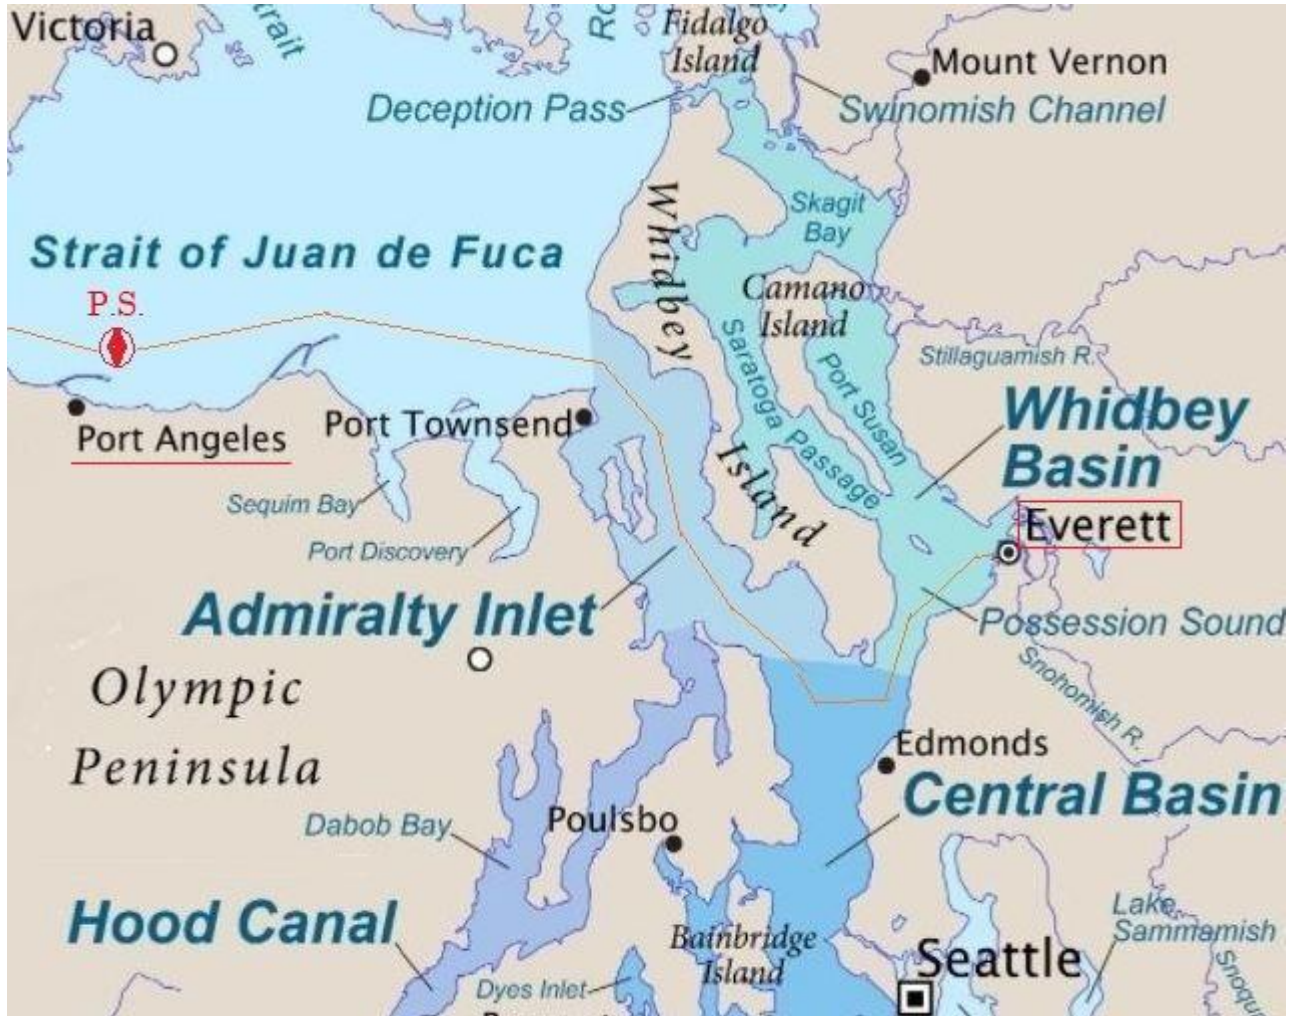 Victoria
trait
Ro
Fidalgo
Island
Mount Vernon
Deception Pass
Swinomish Channel
Whidbey
Skagit
Bay
Strait of Juan de Fuca
Camano
Island
P.S.
Saratoga Passage
Port Susan
Stillaguamish R.
Port Angeles
Port Townsend
Whidbey
Basin
Island
Sequim Bay
Everett
Port Discovery
Admiralty Inlet
Possession Sound
Snohomish R.
Olympic
Peninsula
Edmonds
Central Basin
Dabob Bay
Poulsbo
Hood Canal
Lake
Sammamish
Bainbridge
Island
Seattle
Snoqu
Dyes Inlet